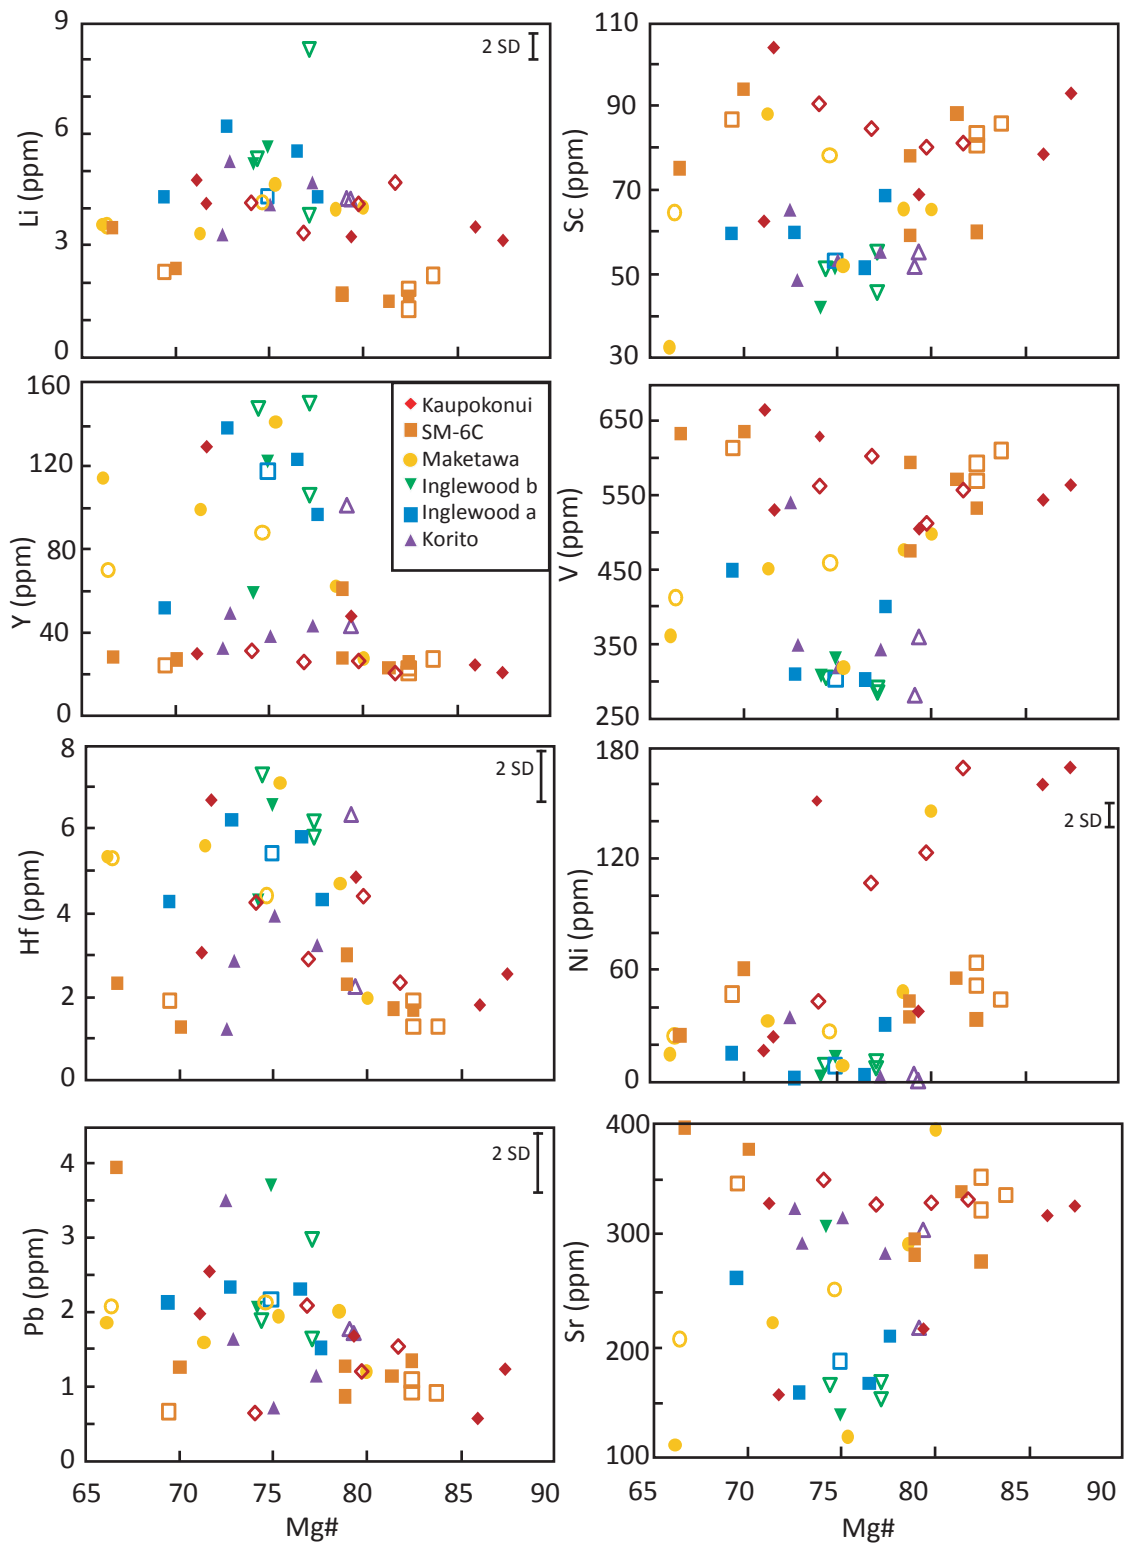 9
6
3
0
Li (ppm)
2 SD
110
90
70
50
30
Sc (ppm)
160
120
80
40
0
Y (ppm)
Kaupokonui
SM-6C
Maketawa
Inglewood b
Inglewood a
Korito
650
550
450
350
250
V (ppm)
8
6
4
2
0
Hf (ppm)
2 SD
180
120
60
0
Ni (ppm)
2 SD
4
3
2
1
0
Pb (ppm)
2 SD
65 70 75 80 85 90
Mg#
400
300
200
100
Sr (ppm)
65 70 75 80 85 90
Mg#